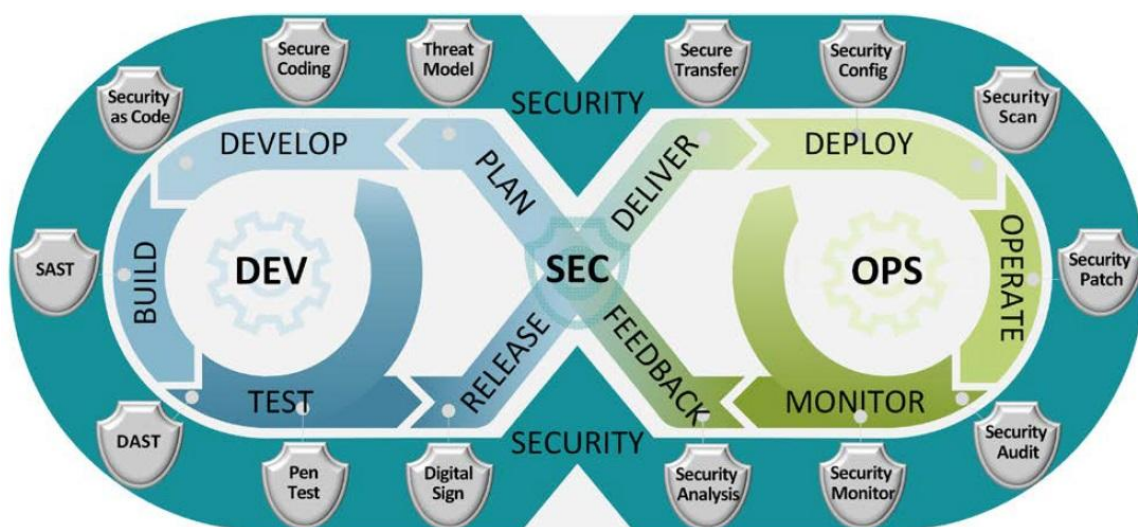 Secure
Coding
Threat
Model
Secure
Transfer
Security
Config
Security
as Code
SECURITY
Security
Scan
DEVELOP
PLAN
DELIVER
DEPLOY
SAST
BUILD
DEV
SEC
OPS
OPERATE
Security
Patch
TEST
RELEASE
FEEDBACK
MONITOR
DAST
SECURITY
Security
Audit
Pen
Test
Digital
Sign
Security
Analysis
Security
Monitor